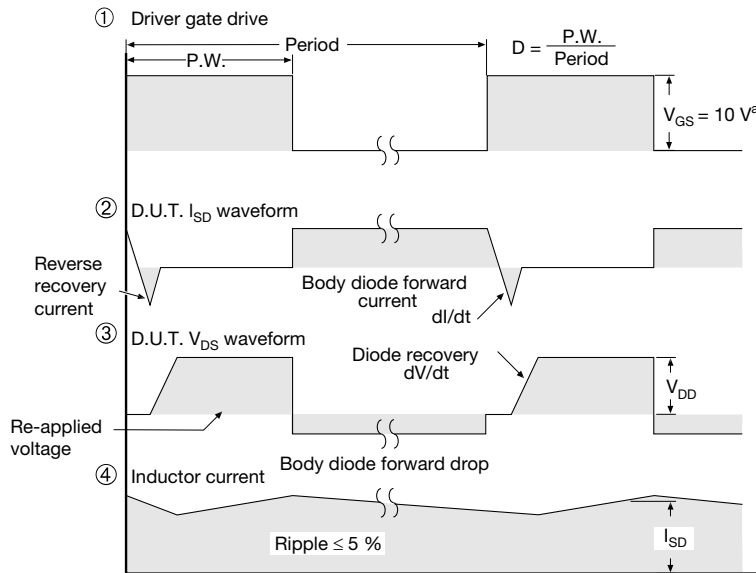 ① Driver gate drive
Period
P.W.
D = P.W. / Period
V_GS = 10 V^a
② D.U.T. I_SD waveform
Reverse
recovery
current
Body diode forward
current
dI/dt
③ D.U.T. V_DS waveform
Diode recovery
dV/dt
V_DD
Re-applied
voltage
Body diode forward drop
④ Inductor current
Ripple ≤ 5 %
I_SD